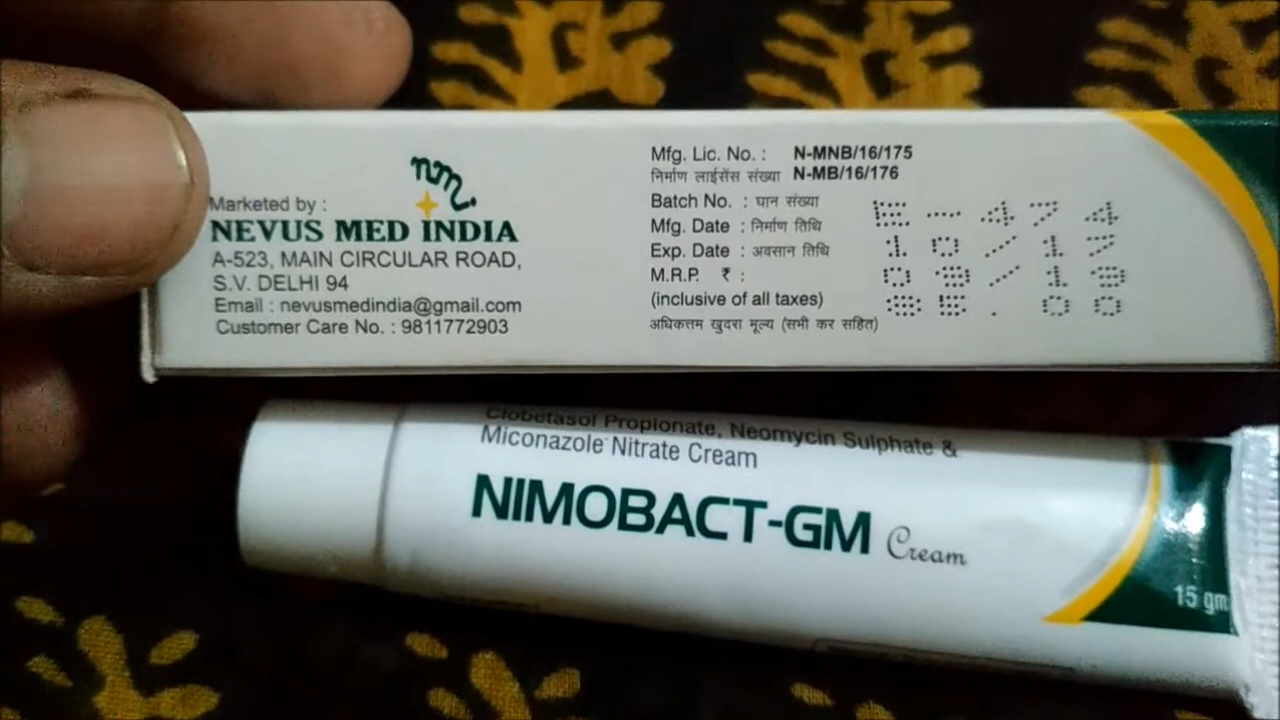 nm
Marketed by :
NEVUS MED INDIA
A-523, MAIN CIRCULAR ROAD,
S.V. DELHI 94
Email : nevusmedindia@gmail.com
Customer Care No. : 9811772903
Mfg. Lic. No. : N-MNB/16/175
निर्माण लाईसेंस संख्या N-MB/16/176
Batch No. : घान संख्या E-474
Mfg. Date : निर्माण तिथि 10/17
Exp. Date : अवसान तिथि 09/19
M.R.P. ₹ : 85.00
(inclusive of all taxes)
अधिकत्तम खुदरा मूल्य (सभी कर सहित)
Clobetasol Propionate, Neomycin Sulphate &
Miconazole Nitrate Cream
NIMOBACT-GM Cream
15 gm